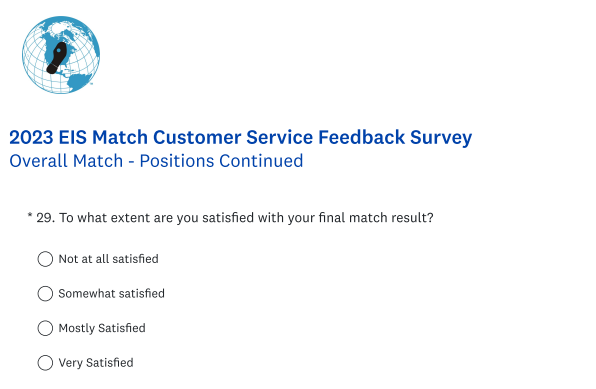 2023 EIS Match Customer Service Feedback Survey
Overall Match - Positions Continued
* 29. To what extent are you satisfied with your final match result?
Not at all satisfied
Somewhat satisfied
Mostly Satisfied
Very Satisfied